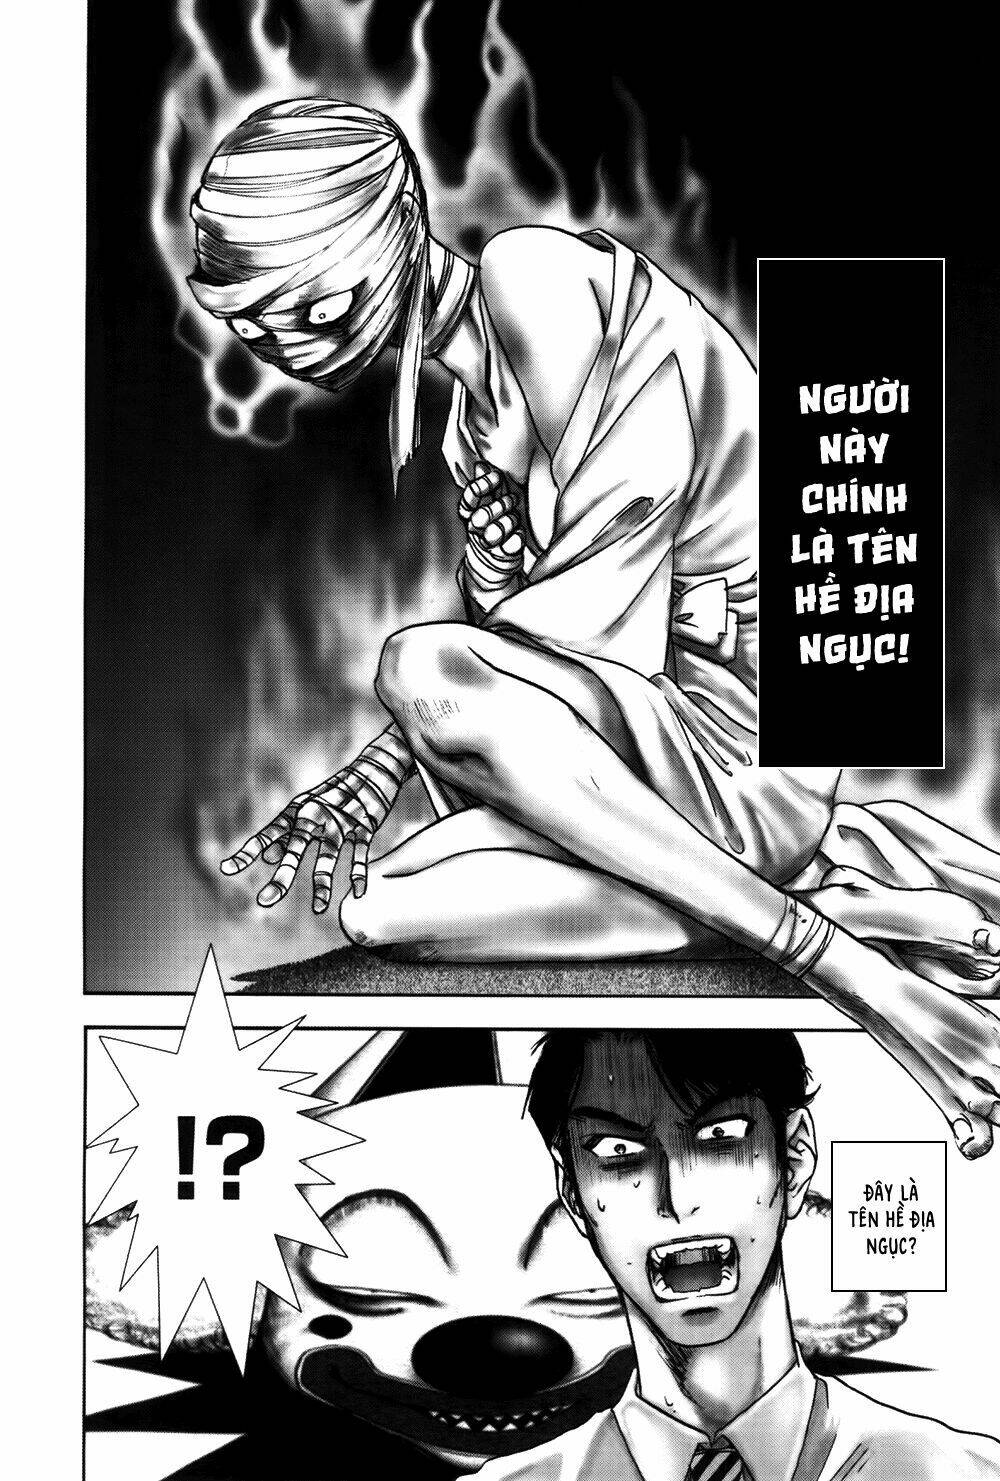 NGƯỜI
NÀY
CHÍNH
LÀ TÊN
HỀ ĐỊA
NGỤC!
!?
ĐÂY LÀ
TÊN HỀ ĐỊA
NGỤC?